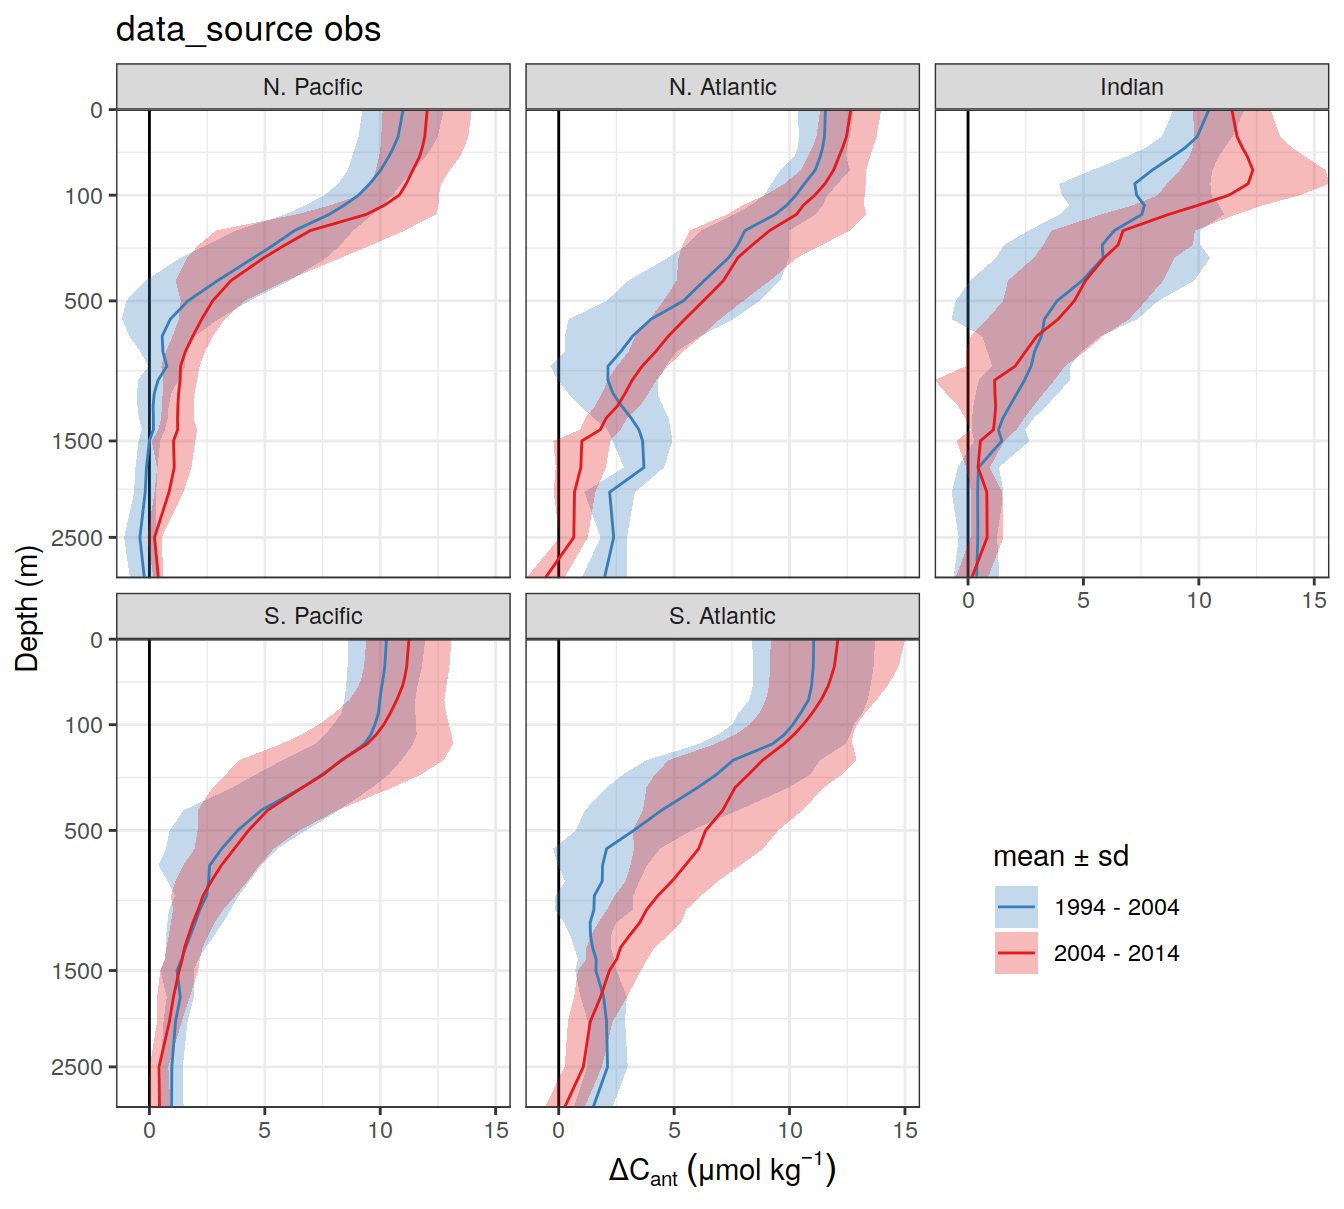 data_source obs
N. Pacific
N. Atlantic
Indian
0
100
500
1500
2500
0
5
10
15
Depth (m)
S. Pacific
S. Atlantic
0
100
500
1500
2500
0
5
10
15
0
5
10
15
ΔCant (μmol kg−1)
mean ± sd
1994 - 2004
2004 - 2014